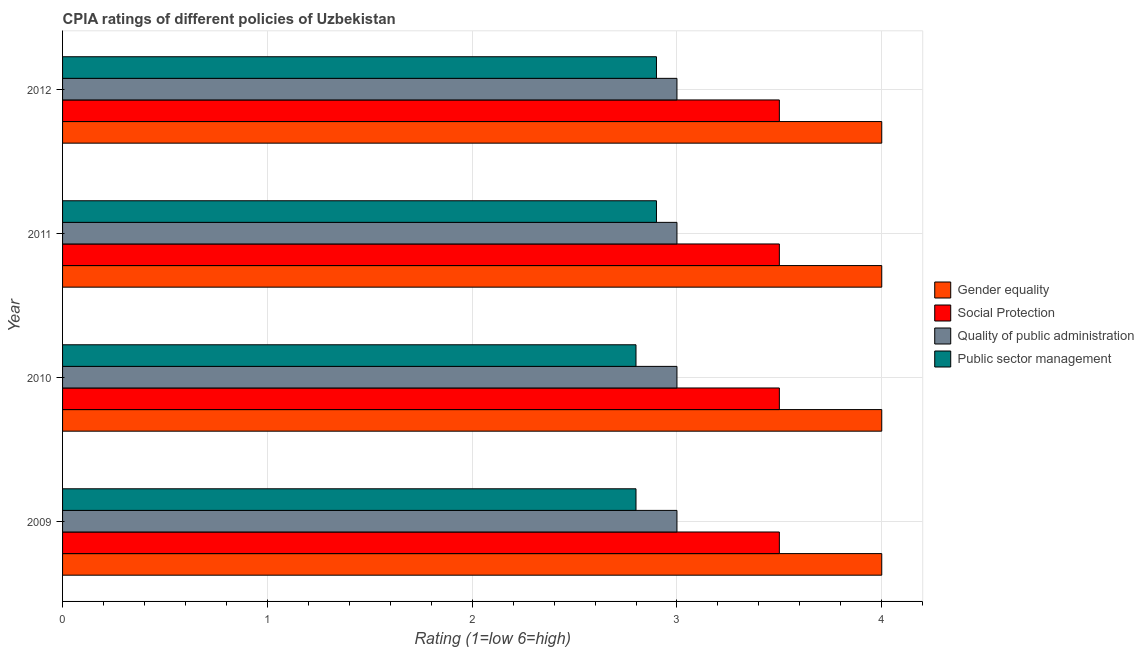 CPIA ratings of different policies of Uzbekistan
2012
2011
2010
2009
Year
0
1
2
3
4
Rating (1=low 6=high)
Gender equality
Social Protection
Quality of public administration
Public sector management